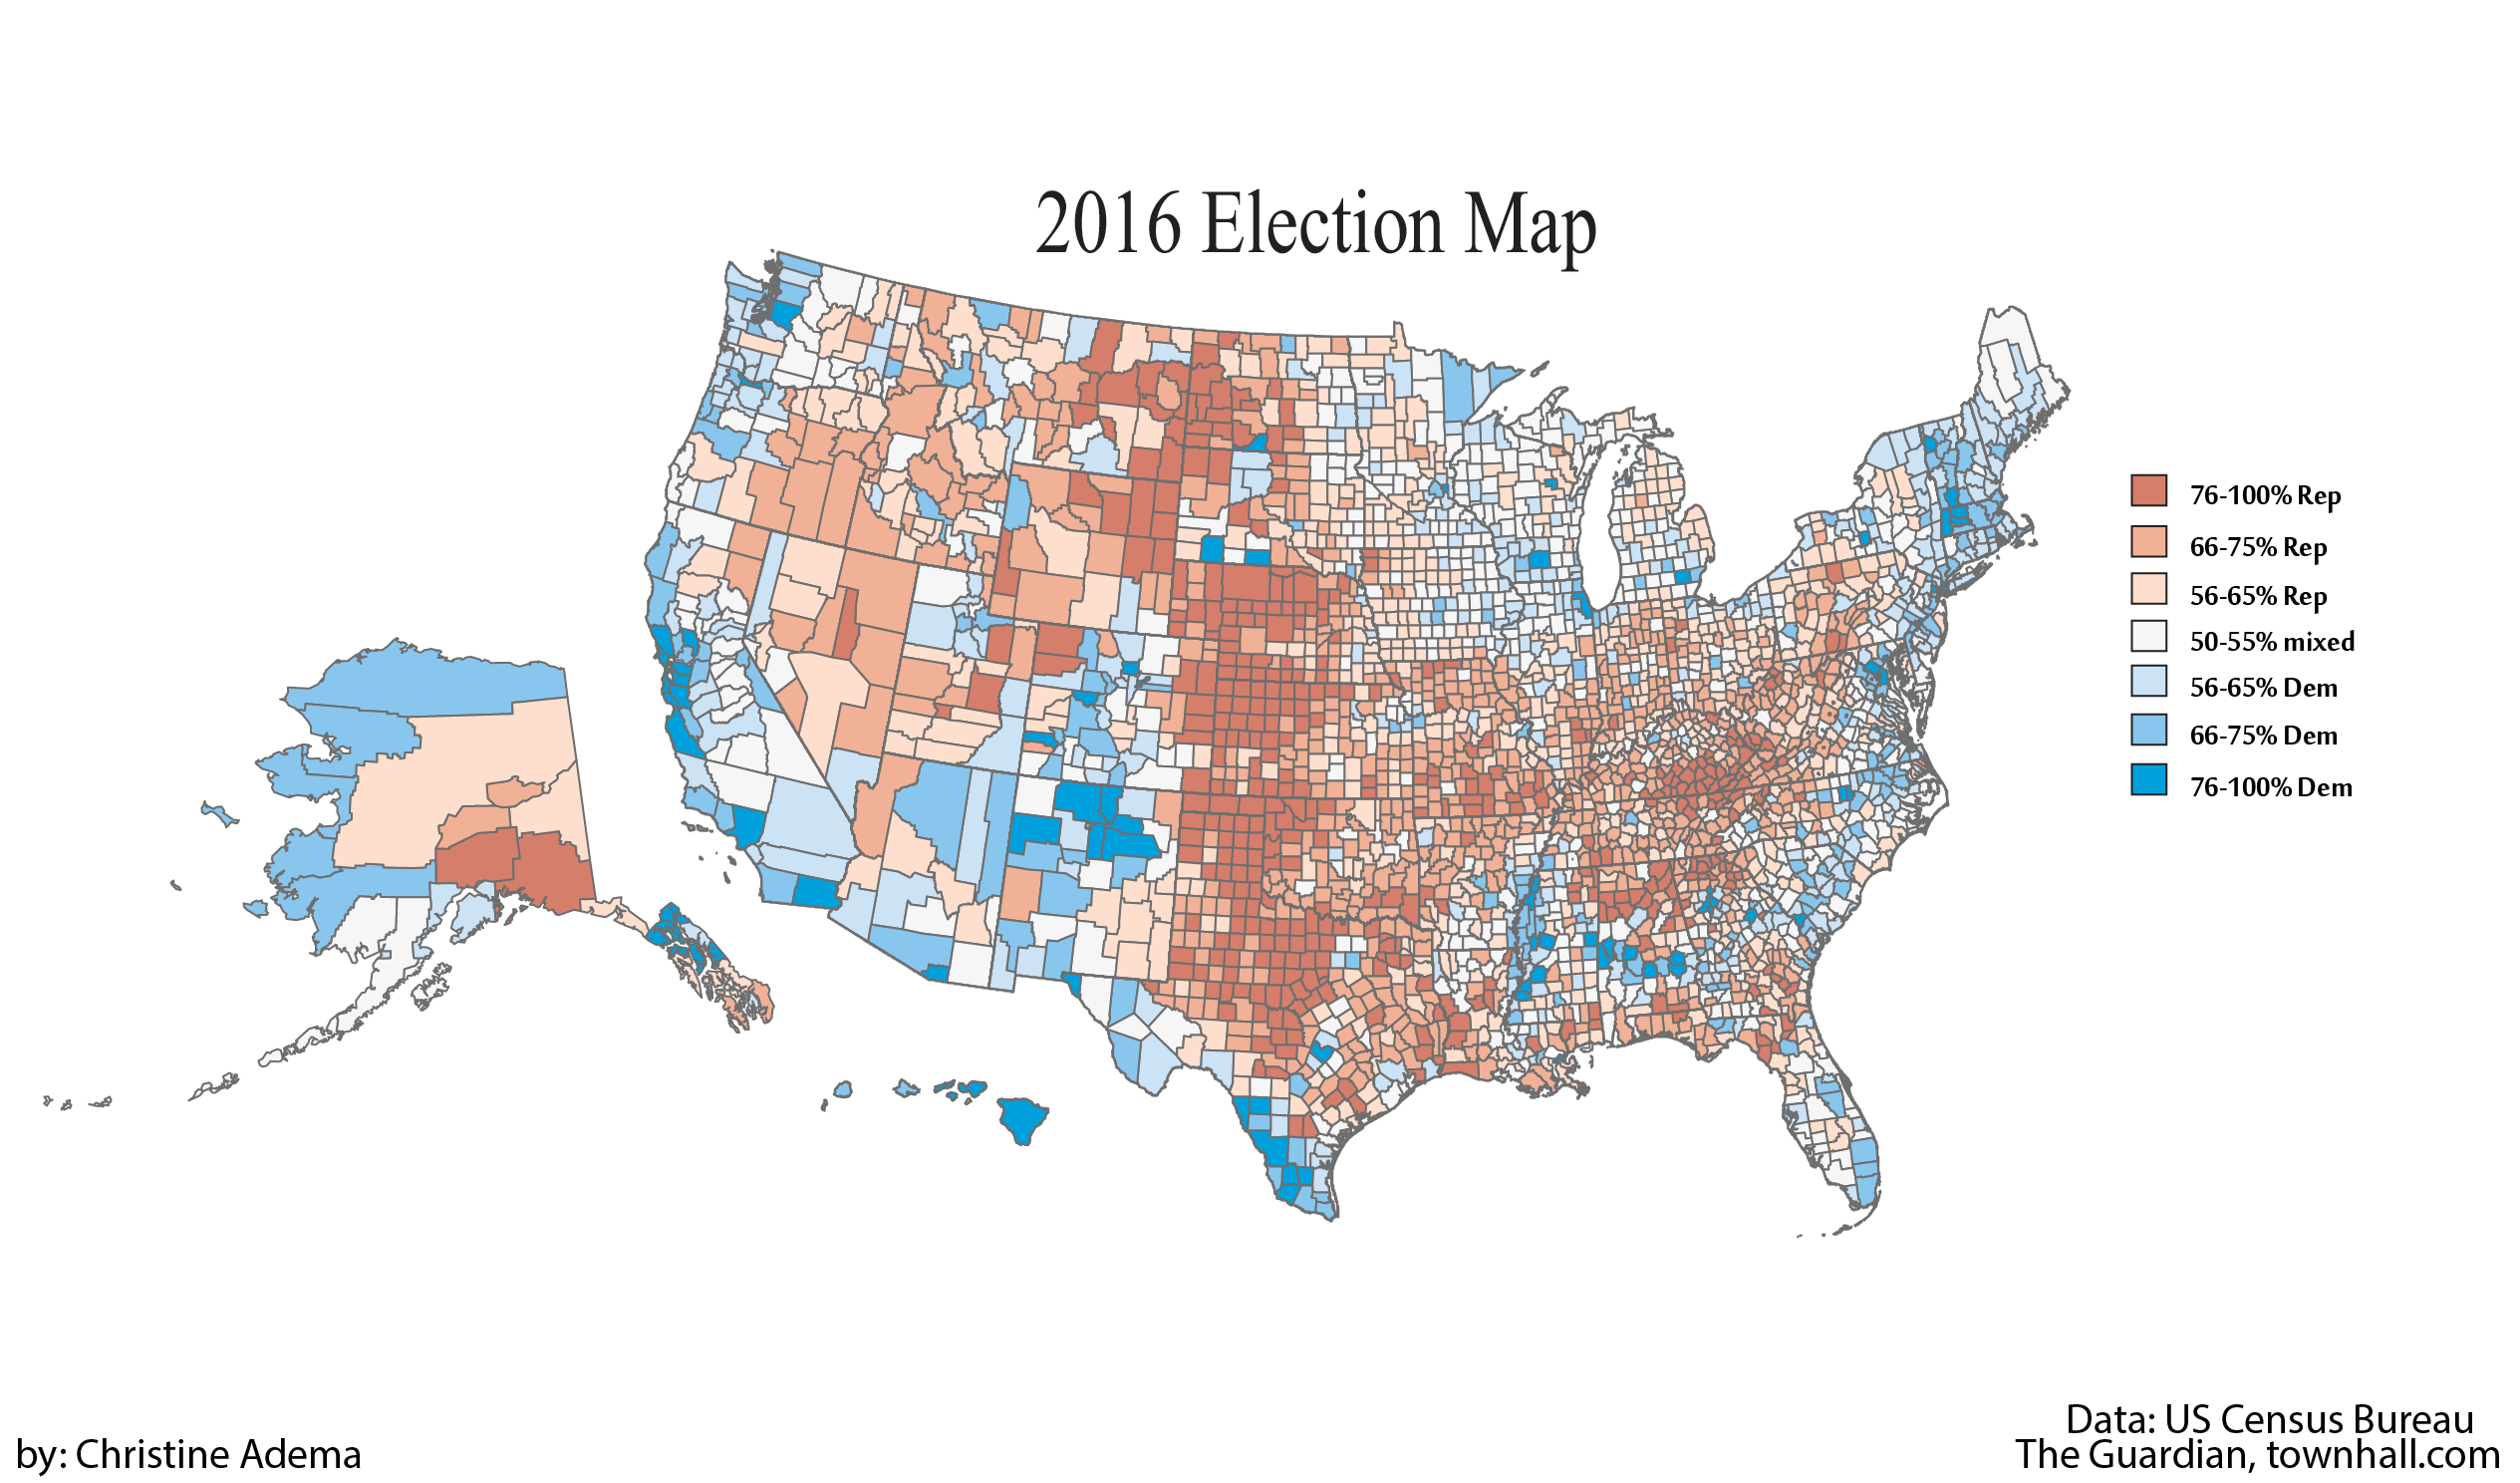 2016 Election Map
76-100% Rep
66-75% Rep
56-65% Rep
50-55% mixed
56-65% Dem
66-75% Dem
76-100% Dem
by: Christine Adema
Data: US Census Bureau
The Guardian, townhall.com